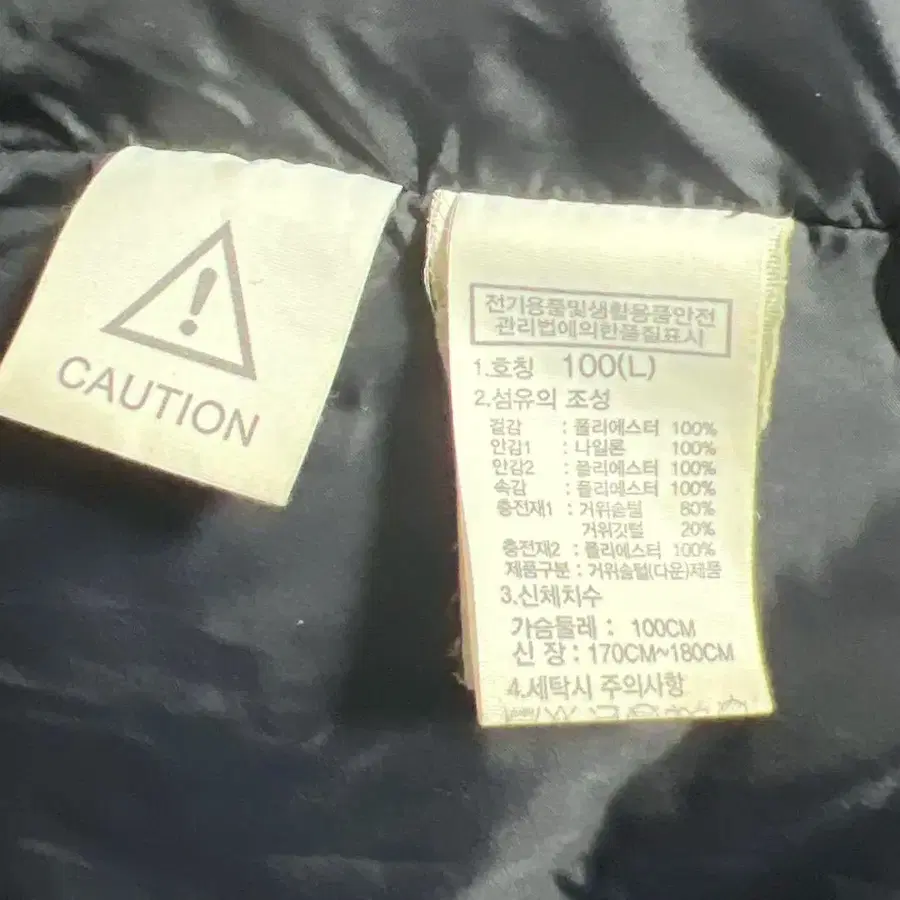 CAUTION
전기용품및생활용품안전
관리법에의한품질표시
1.호칭 100(L)
2.섬유의 조성
겉감 : 폴리에스터 100%
안감1 : 나일론 100%
안감2 : 폴리에스터 100%
속감 : 폴리에스터 100%
충전재1 : 거위솜털 80%
거위깃털 20%
충전재2 : 폴리에스터 100%
제품구분 : 거위솜털(다운)제품
3.신체치수
가슴둘레 : 100CM
신 장 : 170CM~180CM
4.세탁시 주의사항